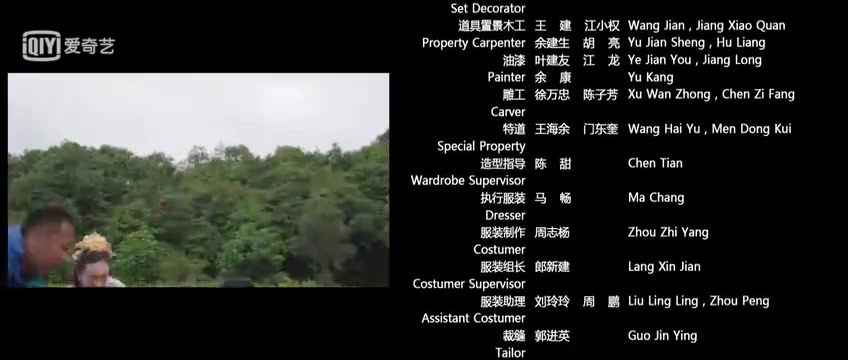 iQIYI 爱奇艺
Set Decorator
道具置景木工 王 建 江小权 Wang Jian , Jiang Xiao Quan
Property Carpenter 余建生 胡 亮 Yu Jian Sheng , Hu Liang
油漆 叶建友 江 龙 Ye Jian You , Jiang Long
Painter 余 康 Yu Kang
雕工 徐万忠 陈子芳 Xu Wan Zhong , Chen Zi Fang
Carver
特道 王海余 门东奎 Wang Hai Yu , Men Dong Kui
Special Property
造型指导 陈 甜 Chen Tian
Wardrobe Supervisor
执行服装 马 畅 Ma Chang
Dresser
服装制作 周志杨 Zhou Zhi Yang
Costumer
服装组长 郎新建 Lang Xin Jian
Costumer Supervisor
服装助理 刘玲玲 周 鹏 Liu Ling Ling , Zhou Peng
Assistant Costumer
裁缝 郭进英 Guo Jin Ying
Tailor